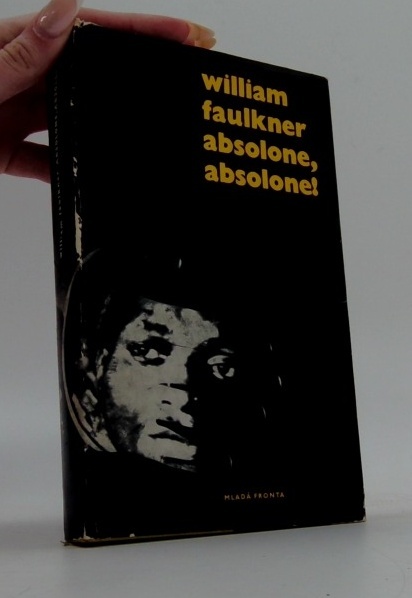 william
faulkner
absolone,
absolone!
MLADÁ FRONTA